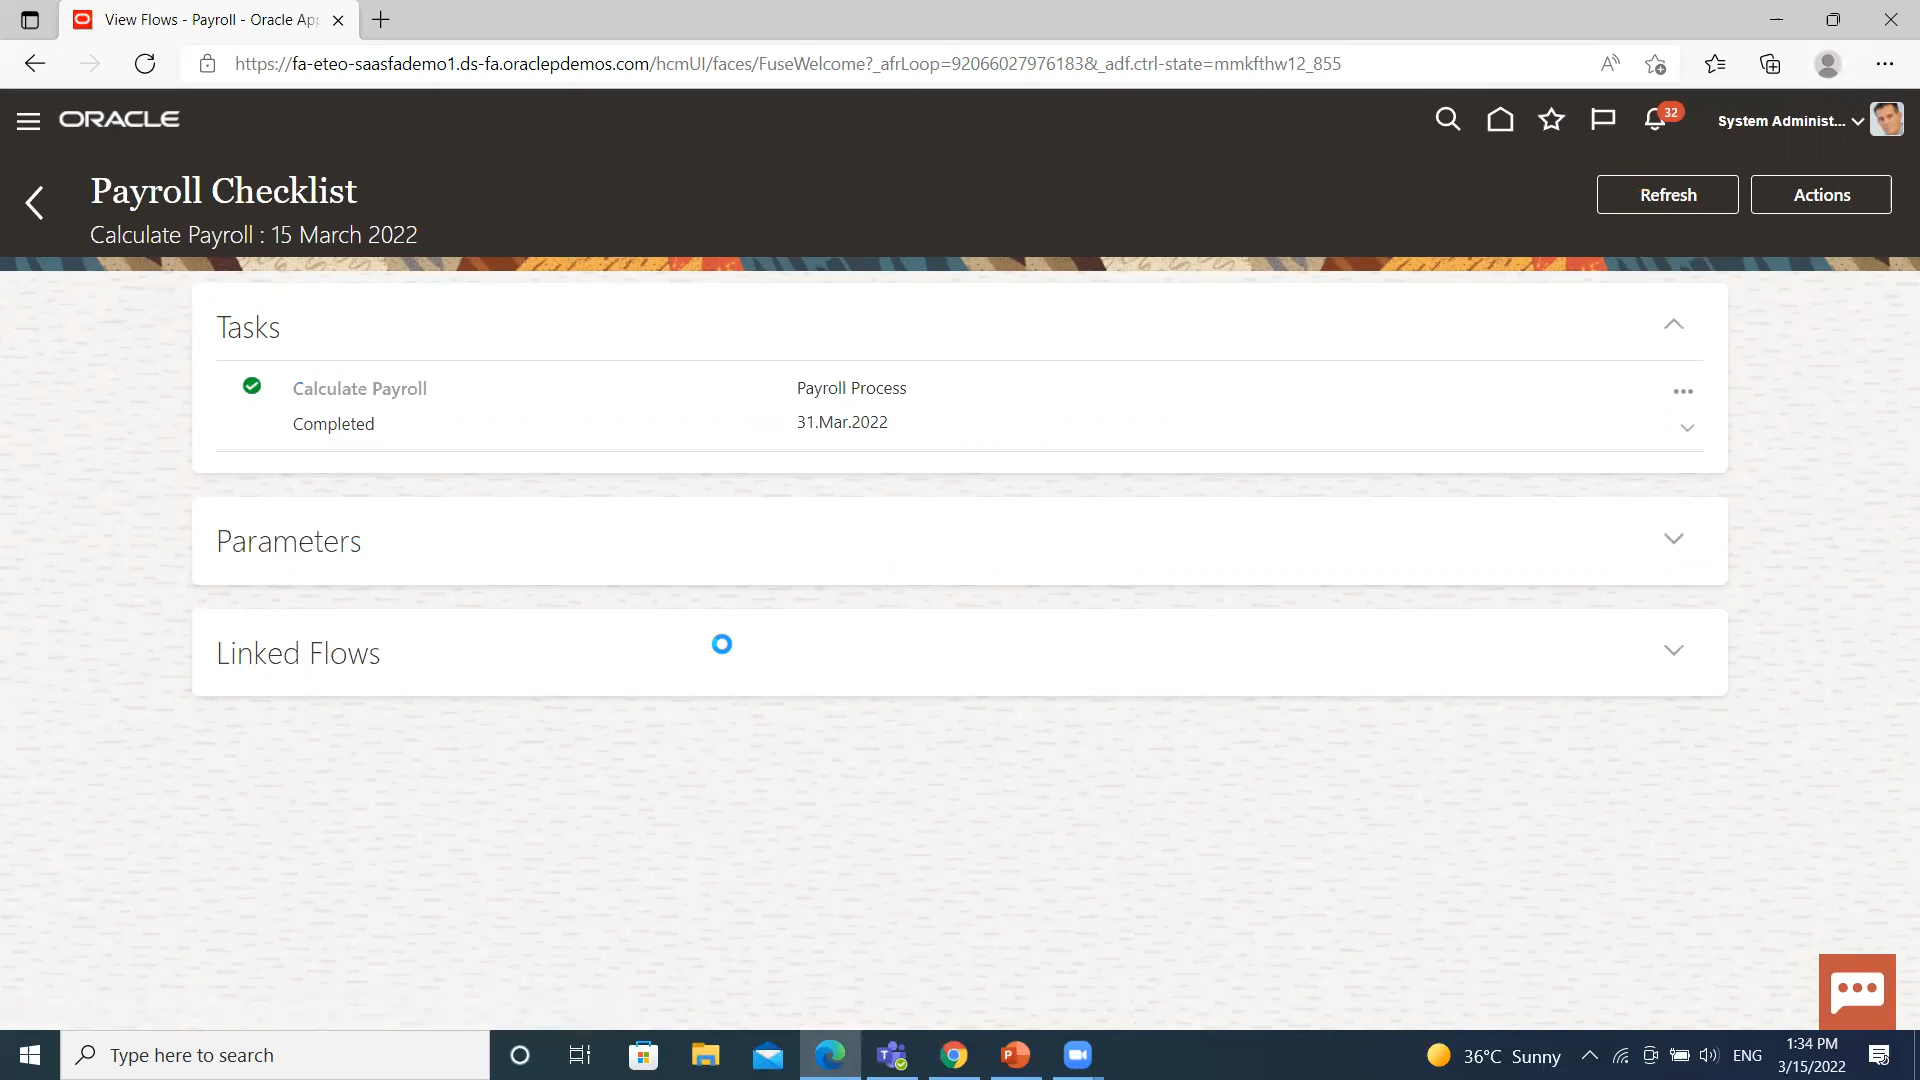 View Flows - Payroll - Oracle Ap
https://fa-eteo-saasfademo1.ds-fa.oraclepdemos.com/hcmUI/faces/FuseWelcome?_afrLoop=92066027976183&_adf.ctrl-state=mmkfthw12_855
ORACLE
32
System Administ...
Payroll Checklist
Calculate Payroll : 15 March 2022
Refresh
Actions
Tasks
Calculate Payroll
Payroll Process
Completed
31.Mar.2022
Parameters
Linked Flows
Type here to search
36°C Sunny
ENG
1:34 PM
3/15/2022